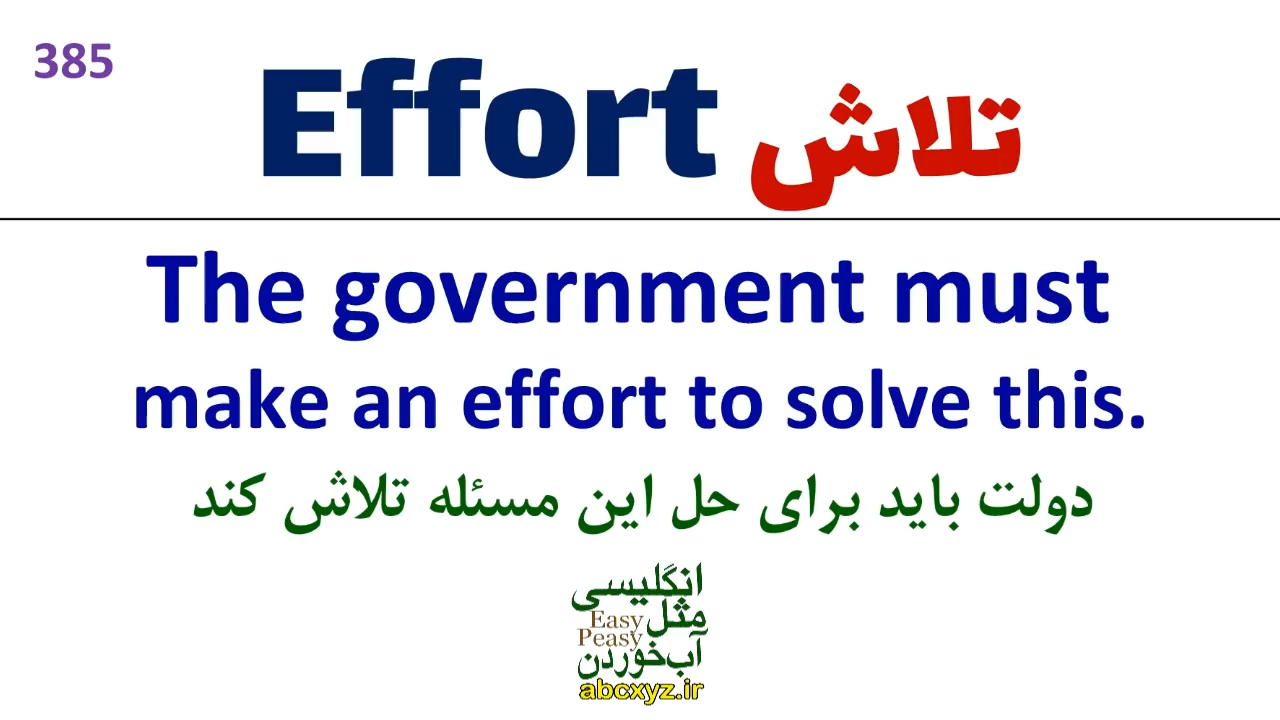 385
Effort تلاش
The government must
make an effort to solve this.
دولت باید برای حل این مسئله تلاش کند
انگلیسی
مثل Easy
Peasy
آب‌خوردن
abcxyz.ir